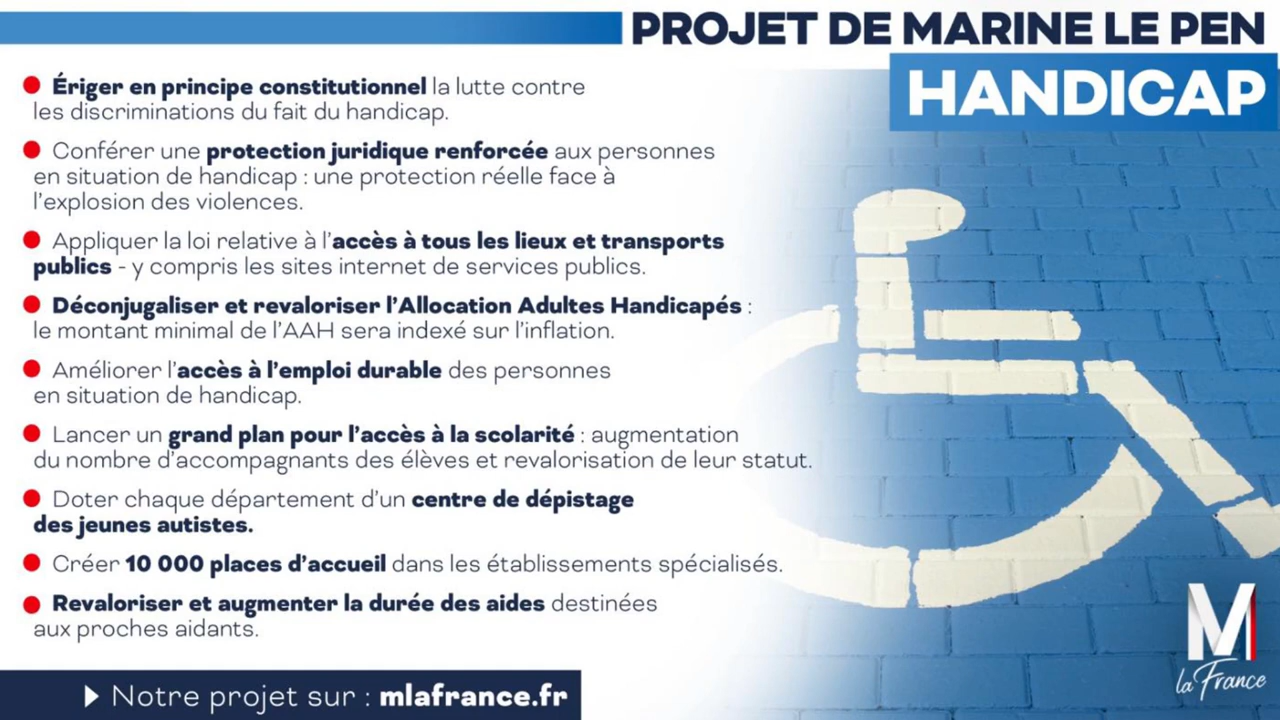 PROJET DE MARINE LE PEN
HANDICAP
● Ériger en principe constitutionnel la lutte contre
les discriminations du fait du handicap.
● Conférer une protection juridique renforcée aux personnes
en situation de handicap : une protection réelle face à
l'explosion des violences.
● Appliquer la loi relative à l'accès à tous les lieux et transports
publics - y compris les sites internet de services publics.
● Déconjugaliser et revaloriser l'Allocation Adultes Handicapés :
le montant minimal de l'AAH sera indexé sur l'inflation.
● Améliorer l'accès à l'emploi durable des personnes
en situation de handicap.
● Lancer un grand plan pour l'accès à la scolarité : augmentation
du nombre d'accompagnants des élèves et revalorisation de leur statut.
● Doter chaque département d'un centre de dépistage
des jeunes autistes.
● Créer 10 000 places d'accueil dans les établissements spécialisés.
● Revaloriser et augmenter la durée des aides destinées
aux proches aidants.
Notre projet sur : mlafrance.fr
M
la France